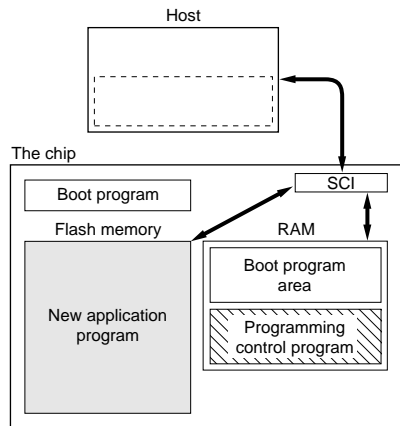 Host
The chip
SCI
Boot program
Flash memory
RAM
Boot program
area
New application
program
Programming
control program